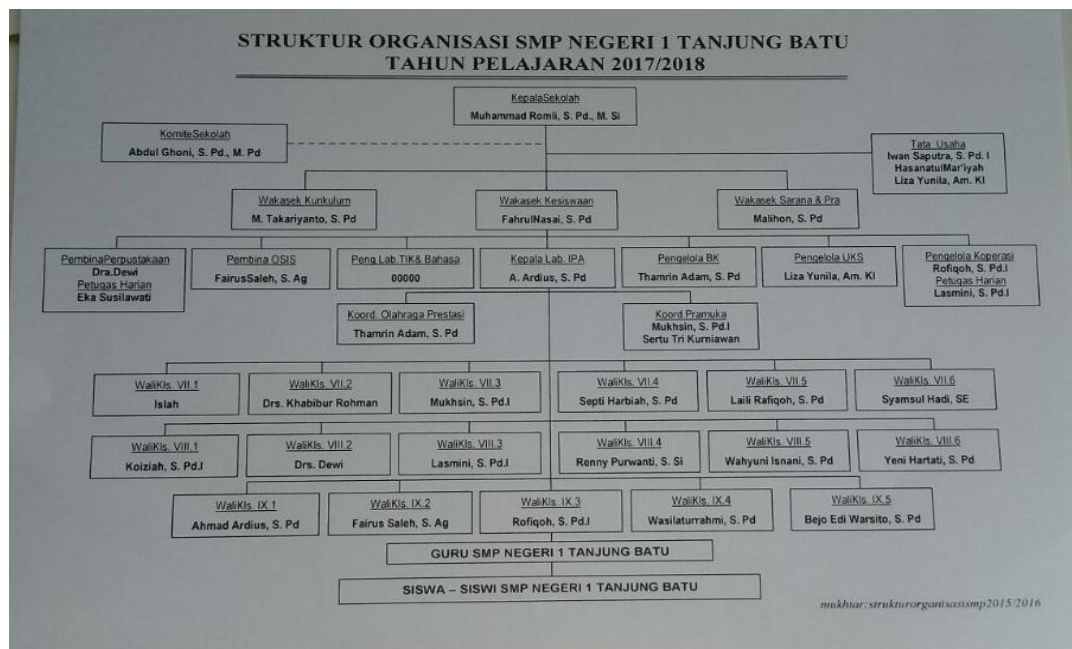 STRUKTUR ORGANISASI SMP NEGERI 1 TANJUNG BATU
TAHUN PELAJARAN 2017/2018
KepalaSekolah
Muhammad Romli, S. Pd., M. Si
KomiteSekolah
Abdul Ghoni, S. Pd., M. Pd
Tata Usaha
Iwan Saputra, S. Pd. I
HasanatulMar'iyah
Liza Yunila, Am. Kl
Wakasek Kurikulum
M. Takariyanto, S. Pd
Wakasek Kesiswaan
FahrulNasai, S. Pd
Wakasek Sarana & Pra
Malihon, S. Pd
PembinaPerpustakaan
Dra.Dewi
Petugas Harian
Eka Susilawati
Pembina OSIS
FairusSaleh, S. Ag
Peng Lab.TIK& Bahasa
00000
Kepala Lab. IPA
A. Ardius, S. Pd
Pengelola BK
Thamrin Adam, S. Pd
Pengelola UKS
Liza Yunila, Am. Kl
Pengelola Koperasi
Rofiqoh, S. Pd.I
Petugas Harian
Lasmini, S. Pd.I
Koord. Olahraga Prestasi
Thamrin Adam, S. Pd
Koord Pramuka
Mukhsin, S. Pd.I
Sertu Tri Kurniawan
WaliKls. VII.1
Islah
WaliKls. VII.2
Drs. Khabibur Rohman
WaliKls. VII.3
Mukhsin, S. Pd.I
WaliKls. VII.4
Septi Harbiah, S. Pd
WaliKls. VII.5
Laili Rafiqoh, S. Pd
WaliKls. VII.6
Syamsul Hadi, SE
WaliKls. VIII.1
Koiziah, S. Pd.I
WaliKls. VIII.2
Drs. Dewi
WaliKls. VIII.3
Lasmini, S. Pd.I
WaliKls. VIII.4
Renny Purwanti, S. Si
WaliKls. VIII.5
Wahyuni Isnani, S. Pd
WaliKls. VIII.6
Yeni Hartati, S. Pd
WaliKls. IX.1
Ahmad Ardius, S. Pd
WaliKls. IX.2
Fairus Saleh, S. Ag
WaliKls. IX.3
Rofiqoh, S. Pd.I
WaliKls. IX.4
Wasilaturrahmi, S. Pd
WaliKls. IX.5
Bejo Edi Warsito, S. Pd
GURU SMP NEGERI 1 TANJUNG BATU
SISWA – SISWI SMP NEGERI 1 TANJUNG BATU
mukhtar:strukturorganisasismp2015/2016